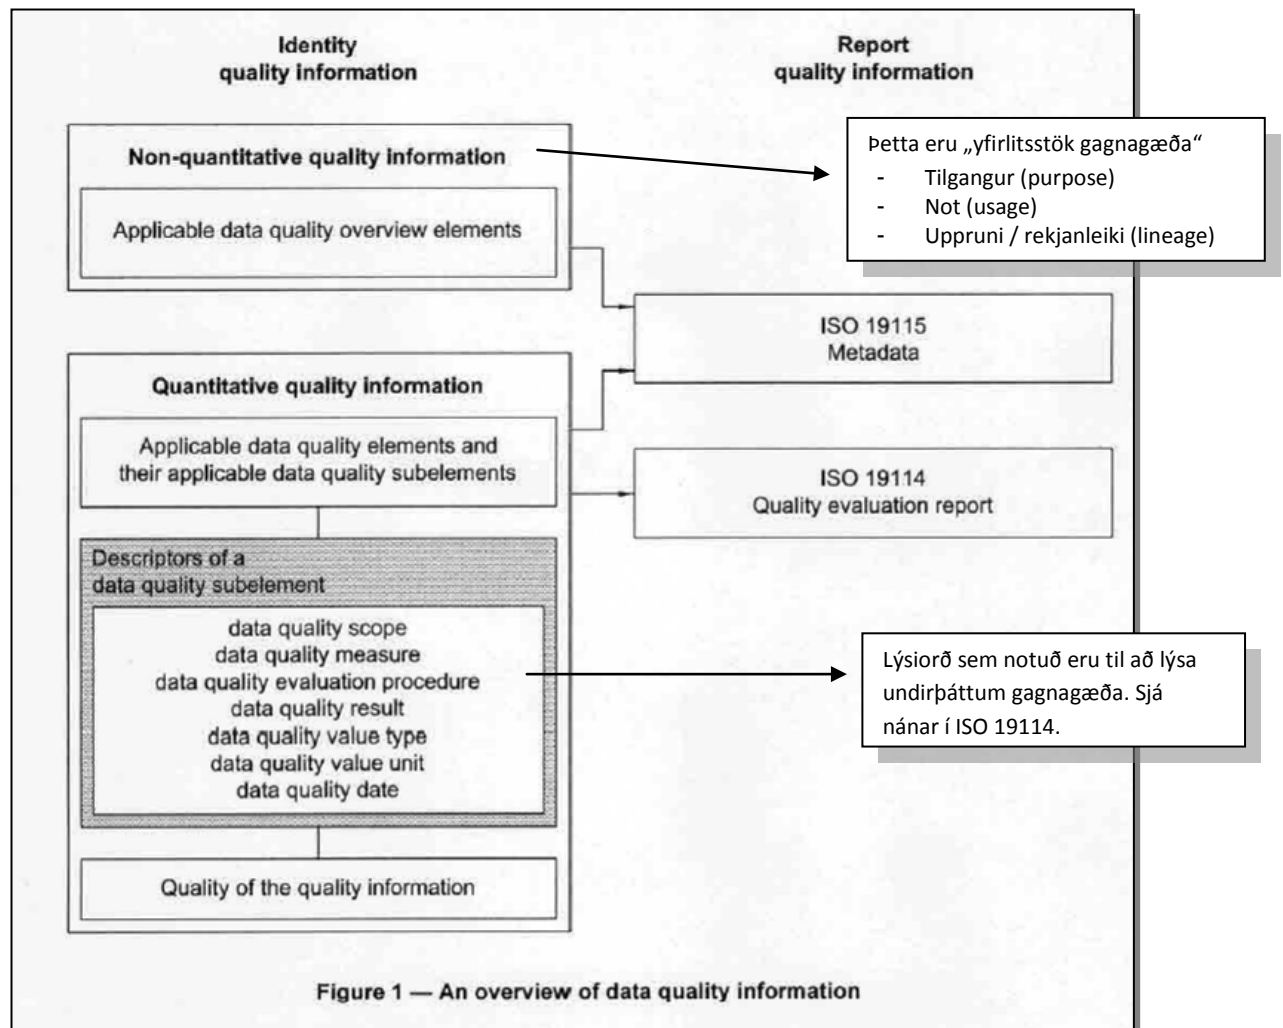 Identity
quality information
Report
quality information
Non-quantitative quality information
Applicable data quality overview elements
Þetta eru „yfirlitsstök gagnagæða“
- Tilgangur (purpose)
- Not (usage)
- Uppruni / rekjanleiki (lineage)
ISO 19115
Metadata
Quantitative quality information
Applicable data quality elements and
their applicable data quality subelements
ISO 19114
Quality evaluation report
Descriptors of a
data quality subelement
data quality scope
data quality measure
data quality evaluation procedure
data quality result
data quality value type
data quality value unit
data quality date
Lýsiorð sem notuð eru til að lýsa
undirþáttum gagnagæða. Sjá
nánar í ISO 19114.
Quality of the quality information
Figure 1 — An overview of data quality information